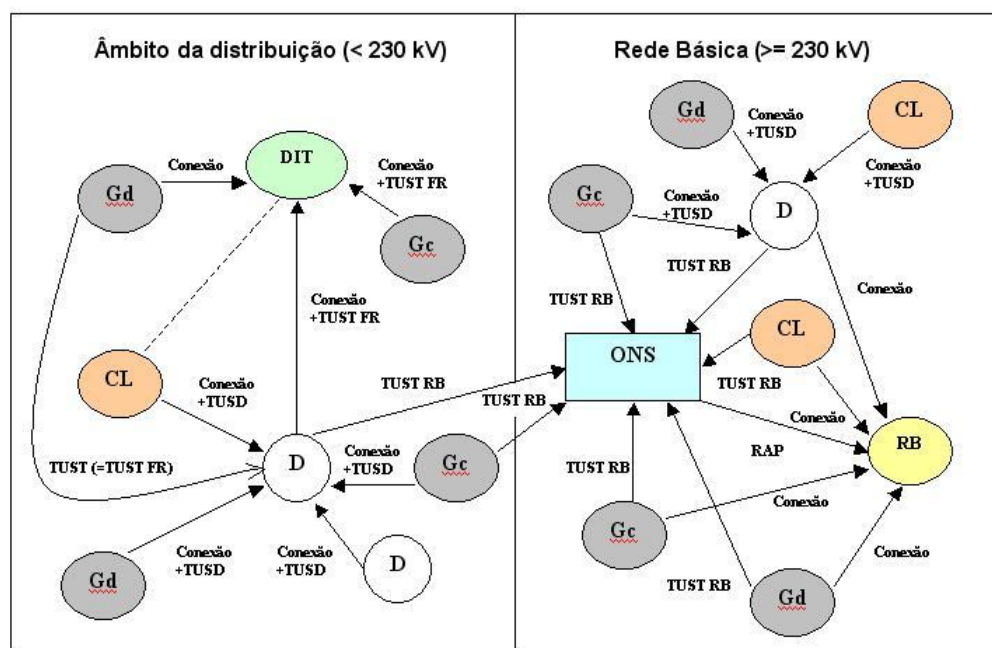 Âmbito da distribuição (< 230 kV)
Rede Básica (>= 230 kV)
Gd
Conexão
DIT
Conexão
+TUST FR
Gc
Conexão
+TUST FR
CL
Conexão
+TUSD
TUST RB
TUST RB
D
Conexão
+TUSD
Gc
TUST (=TUST FR)
Gd
Conexão
+TUSD
Conexão
+TUSD
D
Gd
Conexão
+TUSD
CL
Conexão
+TUSD
Gc
Conexão
+TUSD
D
TUST RB
TUST RB
Conexão
ONS
CL
TUST RB
Conexão
RAP
RB
TUST RB
Gc
Conexão
TUST RB
Gd
Conexão